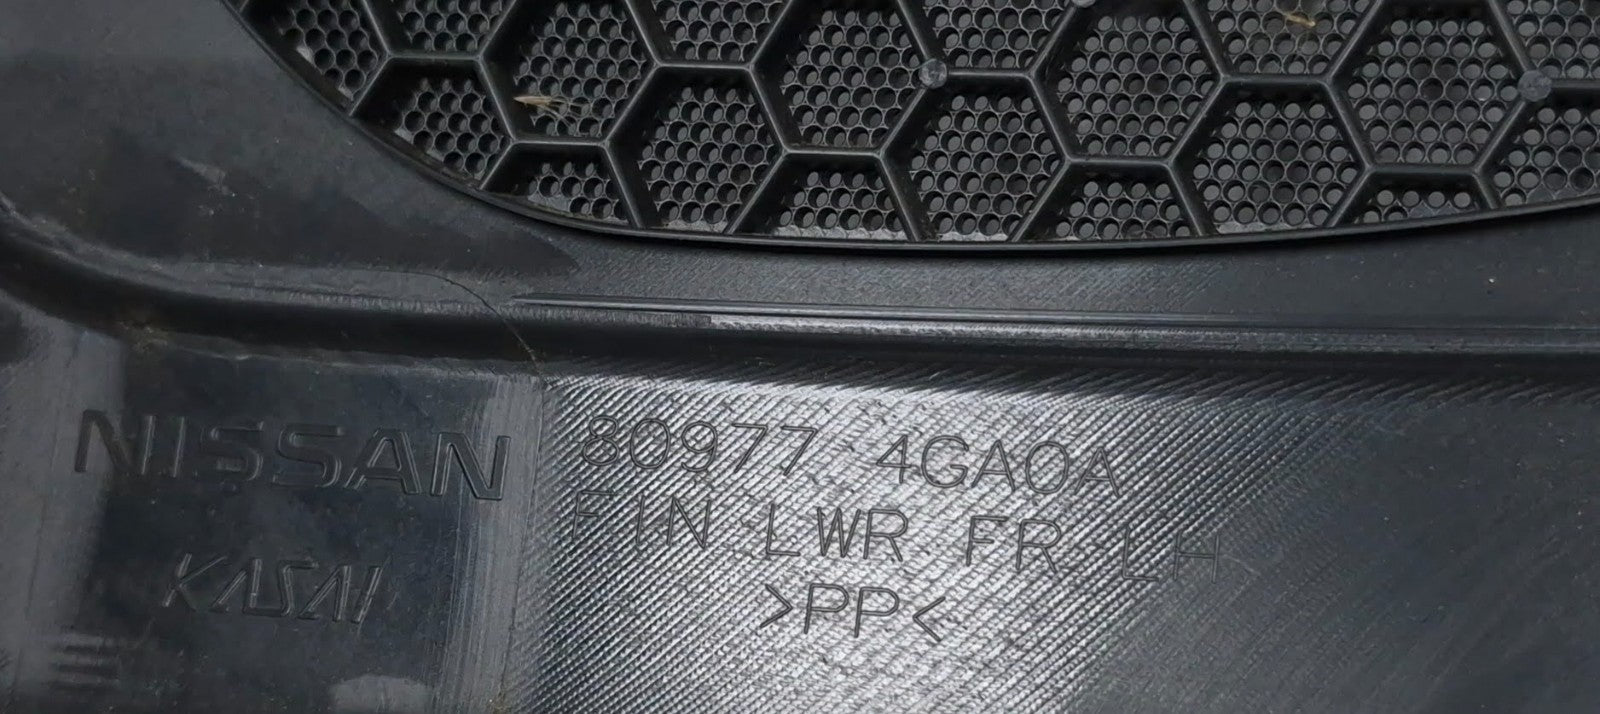 NISSAN
KASAI
80977 4GA0A
FIN LWR FR LH
>PP<